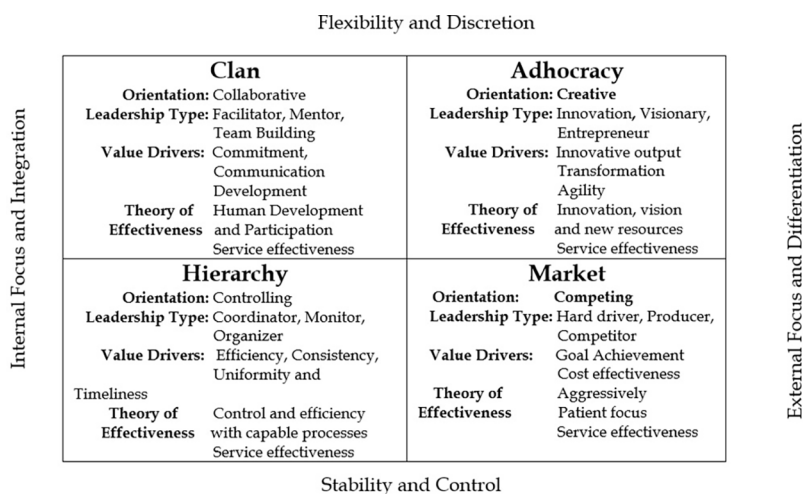 Flexibility and Discretion
Internal Focus and Integration
Clan
Orientation: Collaborative
Leadership Type: Facilitator, Mentor,
Team Building
Value Drivers: Commitment,
Communication
Development
Theory of Human Development
Effectiveness and Participation
Service effectiveness
Adhocracy
Orientation: Creative
Leadership Type: Innovation, Visionary,
Entrepreneur
Value Drivers: Innovative output
Transformation
Agility
Theory of Innovation, vision
Effectiveness and new resources
Service effectiveness
Hierarchy
Orientation: Controlling
Leadership Type: Coordinator, Monitor,
Organizer
Value Drivers: Efficiency, Consistency,
Uniformity and
Timeliness
Theory of Control and efficiency
Effectiveness with capable processes
Service effectiveness
Market
Orientation: Competing
Leadership Type: Hard driver, Producer,
Competitor
Value Drivers: Goal Achievement
Cost effectiveness
Theory of Aggressively
Effectiveness Patient focus
Service effectiveness
External Focus and Differentiation
Stability and Control